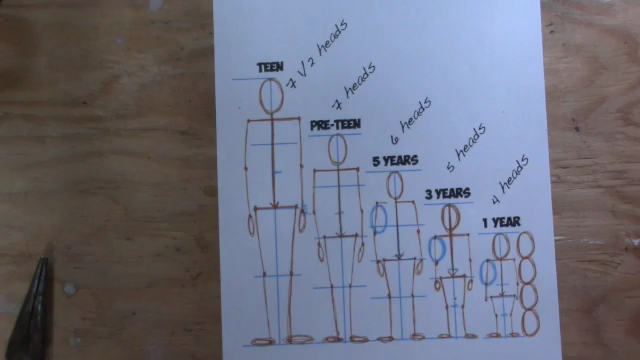 TEEN
7 1/2 heads
PRE-TEEN
7 heads
5 YEARS
6 heads
3 YEARS
5 heads
1 YEAR
4 heads